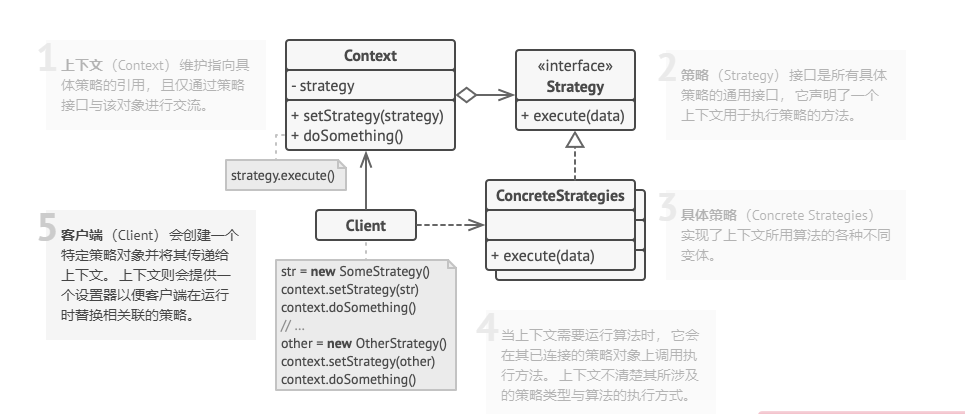 1
上下文（Context）维护指向具
体策略的引用，且仅通过策略
接口与该对象进行交流。
Context
- strategy
+ setStrategy(strategy)
+ doSomething()
strategy.execute()
«interface»
Strategy
+ execute(data)
2
策略（Strategy）接口是所有具体
策略的通用接口，它声明了一个
上下文用于执行策略的方法。
ConcreteStrategies
+ execute(data)
3
具体策略（Concrete Strategies）
实现了上下文所用算法的各种不同
变体。
5
客户端（Client）会创建一个
特定策略对象并将其传递给
上下文。上下文则会提供一
个设置器以便客户端在运行
时替换相关联的策略。
Client
str = new SomeStrategy()
context.setStrategy(str)
context.doSomething()
// ...
other = new OtherStrategy()
context.setStrategy(other)
context.doSomething()
4
当上下文需要运行算法时，它会
在其已连接的策略对象上调用执
行方法。上下文不清楚其所涉及
的策略类型与算法的执行方式。